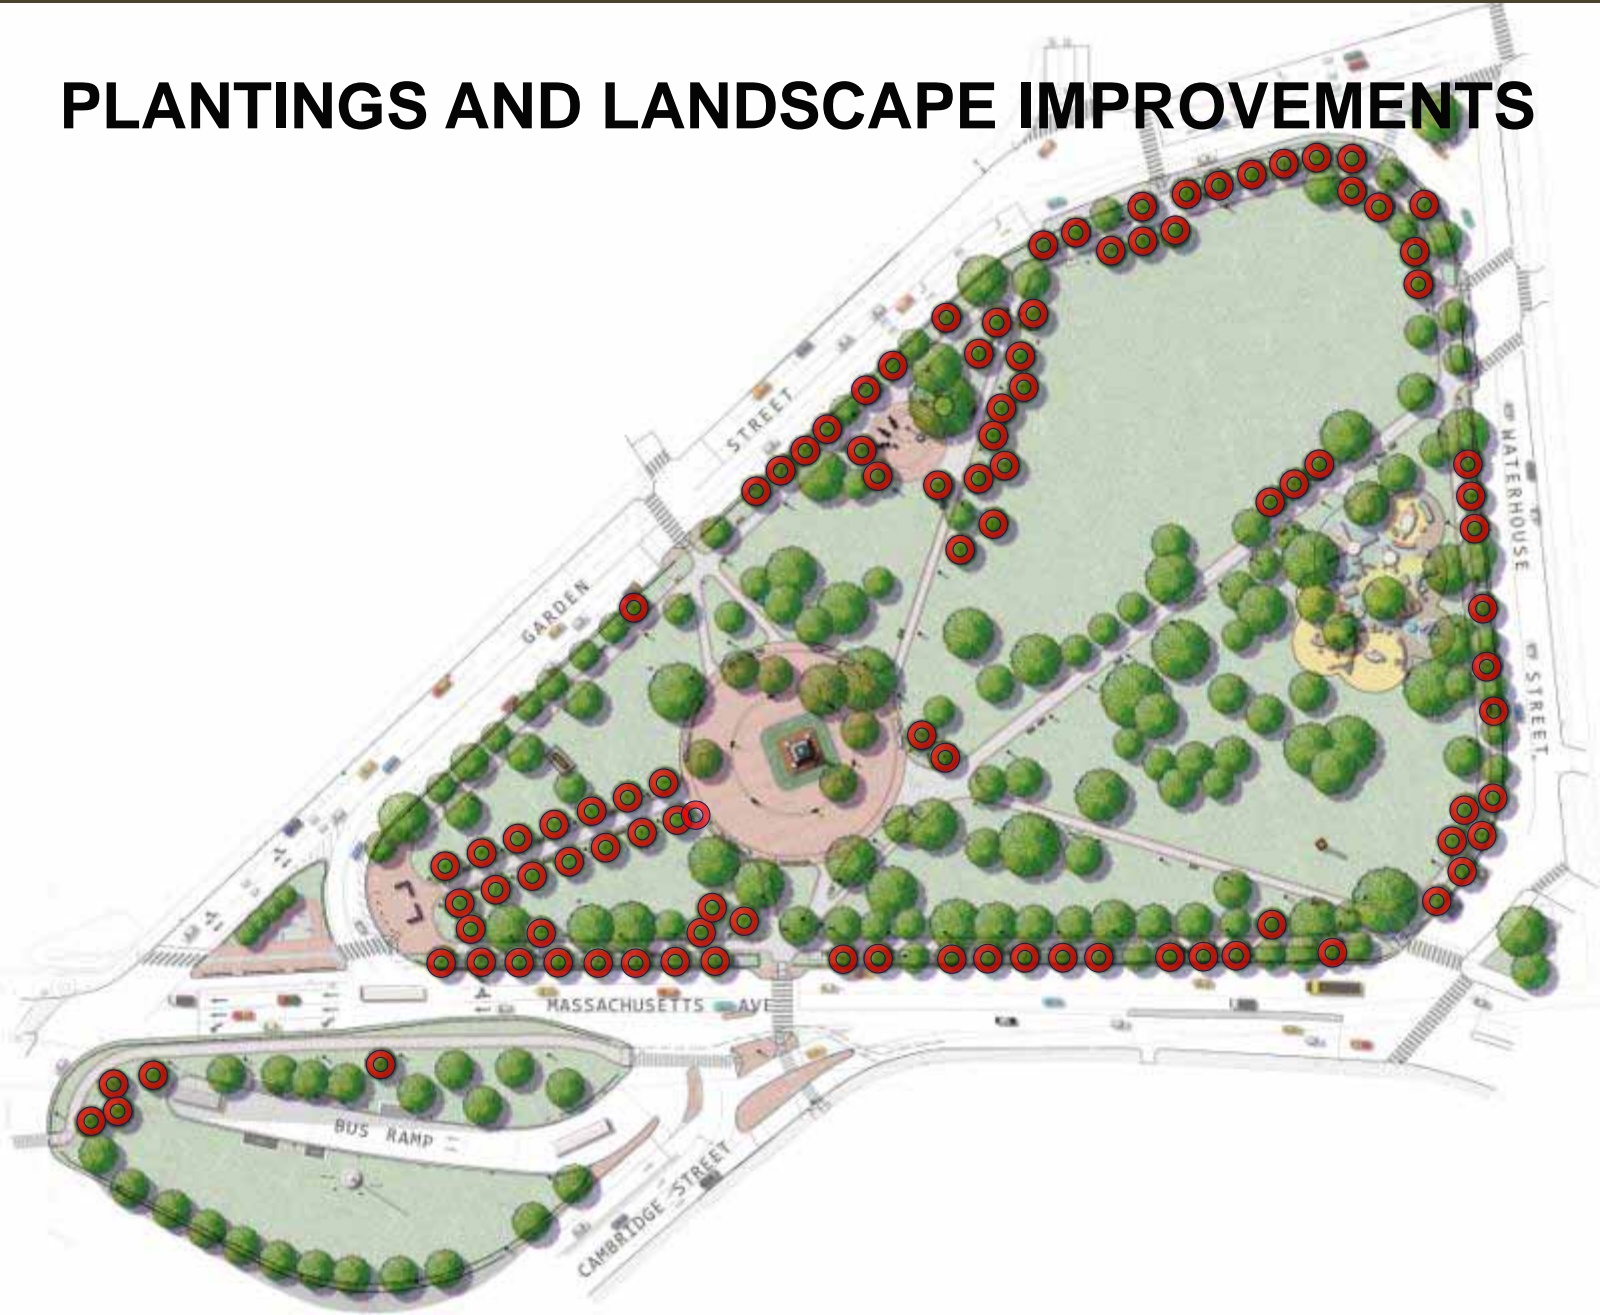 PLANTINGS AND LANDSCAPE IMPROVEMENTS
STREET
GARDEN
WATERHOUSE
STREET
MASSACHUSETTS AVE
BUS RAMP
CAMBRIDGE STREET